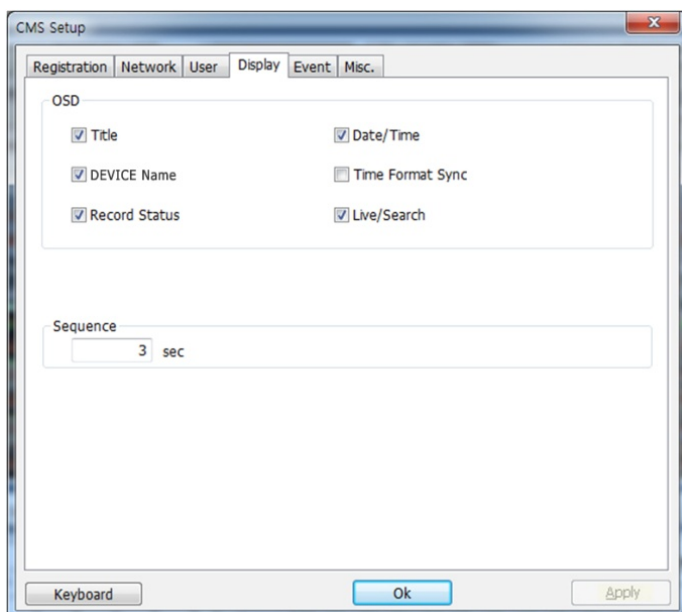 CMS Setup
Registration Network User Display Event Misc.
OSD
Title Date/Time
DEVICE Name Time Format Sync
Record Status Live/Search
Sequence
3 sec
Keyboard Ok Apply